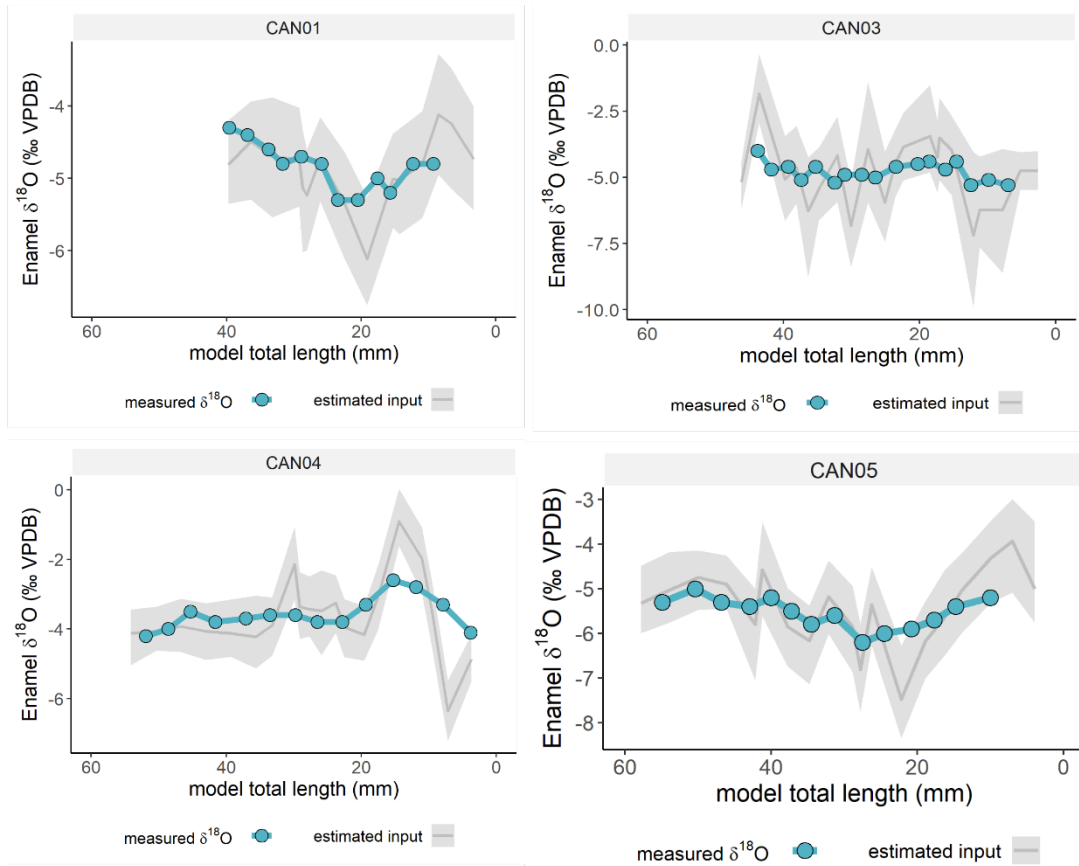 CAN01
Enamel δ¹⁸O (‰ VPDB)
-4
-5
-6
60 40 20 0
model total length (mm)
measured δ¹⁸O estimated input
CAN03
Enamel δ¹⁸O (‰ VPDB)
0.0
-2.5
-5.0
-7.5
-10.0
60 40 20 0
model total length (mm)
measured δ¹⁸O estimated input
CAN04
Enamel δ¹⁸O (‰ VPDB)
0
-2
-4
-6
60 40 20 0
model total length (mm)
measured δ¹⁸O estimated input
CAN05
Enamel δ¹⁸O (‰ VPDB)
-3
-4
-5
-6
-7
-8
60 40 20 0
model total length (mm)
measured δ¹⁸O estimated input